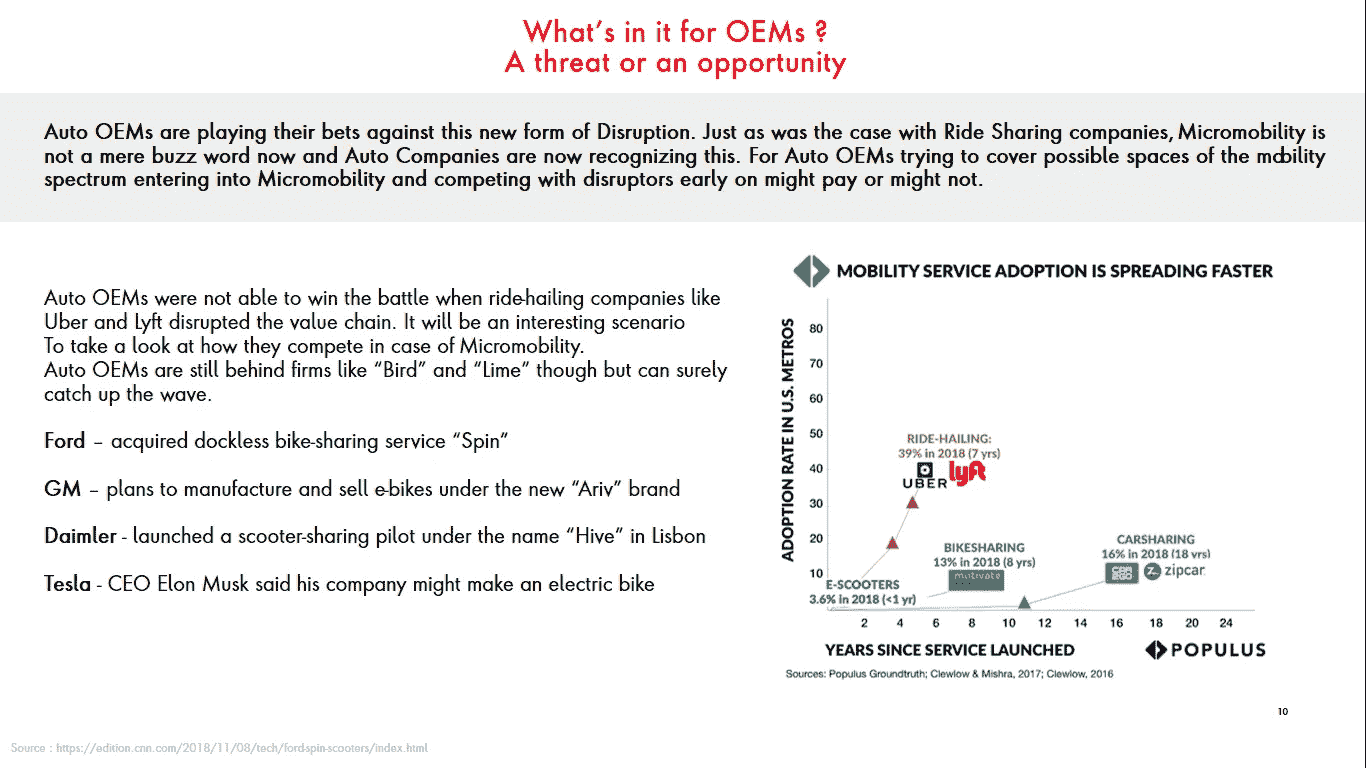 What's in it for OEMs ?
A threat or an opportunity
Auto OEMs are playing their bets against this new form of Disruption. Just as was the case with Ride Sharing companies, Micromobility is
not a mere buzz word now and Auto Companies are now recognizing this. For Auto OEMs trying to cover possible spaces of the mobility
spectrum entering into Micromobility and competing with disruptors early on might pay or might not.
Auto OEMs were not able to win the battle when ride-hailing companies like
Uber and Lyft disrupted the value chain. It will be an interesting scenario
To take a look at how they compete in case of Micromobility.
Auto OEMs are still behind firms like "Bird" and "Lime" though but can surely
catch up the wave.
Ford – acquired dockless bike-sharing service "Spin"
GM – plans to manufacture and sell e-bikes under the new "Ariv" brand
Daimler - launched a scooter-sharing pilot under the name "Hive" in Lisbon
Tesla - CEO Elon Musk said his company might make an electric bike
MOBILITY SERVICE ADOPTION IS SPREADING FASTER
ADOPTION RATE IN U.S. METROS
80
70
60
50
40
30
20
10
RIDE-HAILING:
39% in 2018 (7 yrs)
UBER
lyft
BIKESHARING
13% in 2018 (8 yrs)
motivate
CARSHARING
16% in 2018 (18 yrs)
CAR2GO
zipcar
E-SCOOTERS
3.6% in 2018 (<1 yr)
2 4 6 8 10 12 14 16 18 20 24
YEARS SINCE SERVICE LAUNCHED
POPULUS
Sources: Populus Groundtruth; Clewlow & Mishra, 2017; Clewlow, 2016
10
Source : https://edition.cnn.com/2018/11/08/tech/ford-spin-scooters/index.html